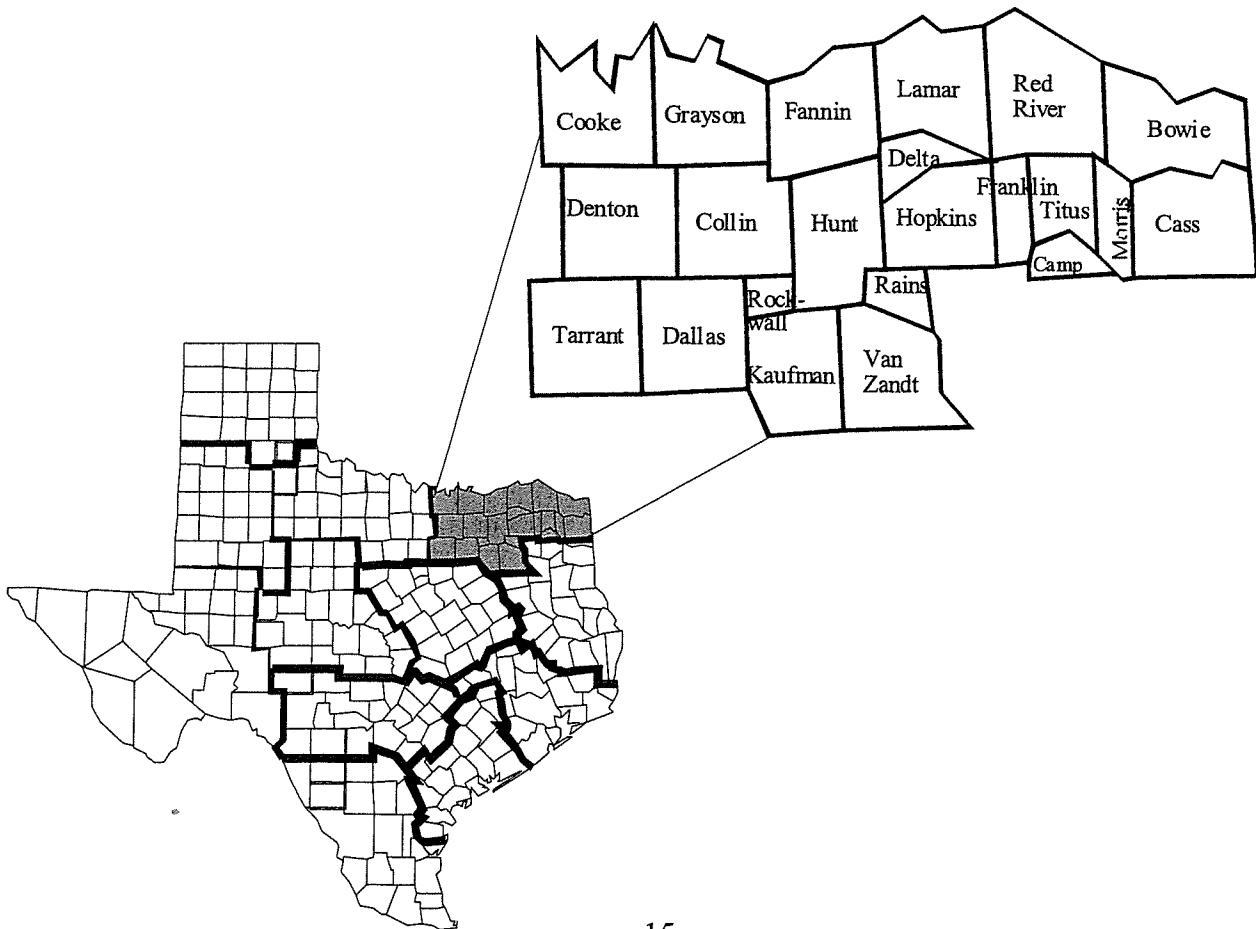 Cooke
Grayson
Fannin
Lamar
Red
River
Bowie
Denton
Collin
Hunt
Delta
Hopkins
Franklin
Titus
Morris
Cass
Camp
Tarrant
Dallas
Rock-
wall
Rains
Kaufman
Van
Zandt
15